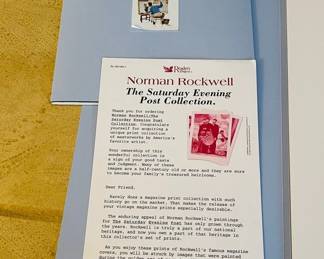 Reader's
Digest
Norman Rockwell
The Saturday Evening
Post Collection.
Thank you for ordering
Norman Rockwell/The
Saturday Evening Post
Collection. Congratulate
yourself for acquiring a
unique print collection
of masterworks by America's
favorite artist.
Your ownership of this
wonderful collection is
a sign of your good taste
and judgment. Many of these
images are a half-century old or more and they are sure
to become your family's treasured heirlooms.
Dear Friend,
Rarely does a magazine print collection with such
history go on the market. That makes the release of
your vintage magazine prints especially desirable.
The enduring appeal of Norman Rockwell's paintings
for The Saturday Evening Post has only grown through
the years. Rockwell is truly a part of our national
heritage, and now you own a part of that heritage in
this collector's set of prints.
As you enjoy these prints of Rockwell's famous magazine
covers, you will be struck by images that were painted